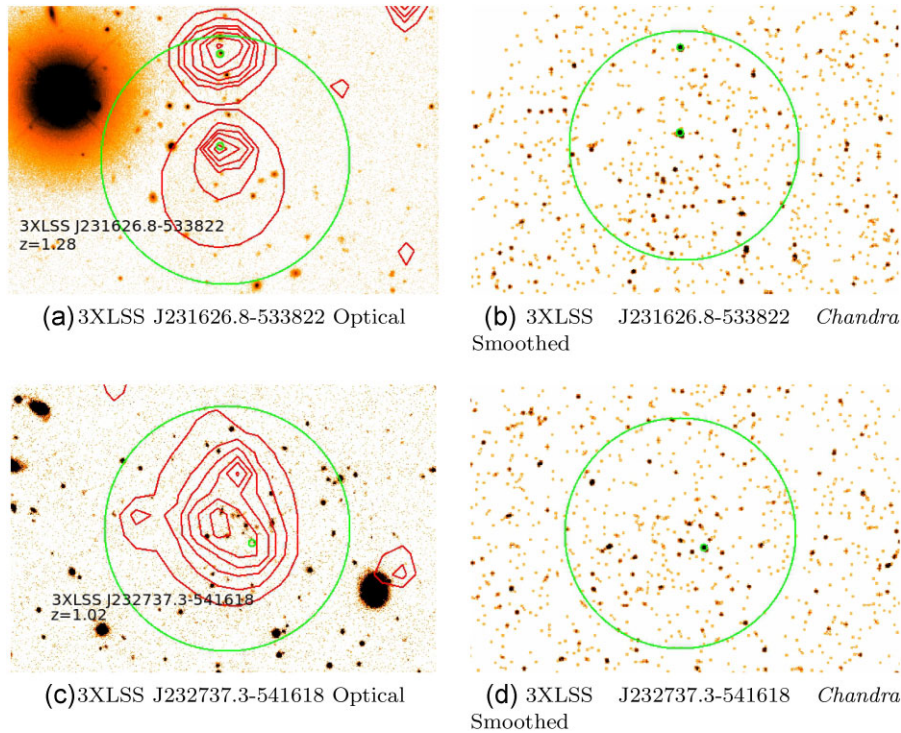 3XLSS J231626.8-533822
z=1.28
(a) 3XLSS J231626.8-533822 Optical
(b) 3XLSS J231626.8-533822 Chandra
Smoothed
3XLSS J232737.3-541618
z=1.02
(c) 3XLSS J232737.3-541618 Optical
(d) 3XLSS J232737.3-541618 Chandra
Smoothed